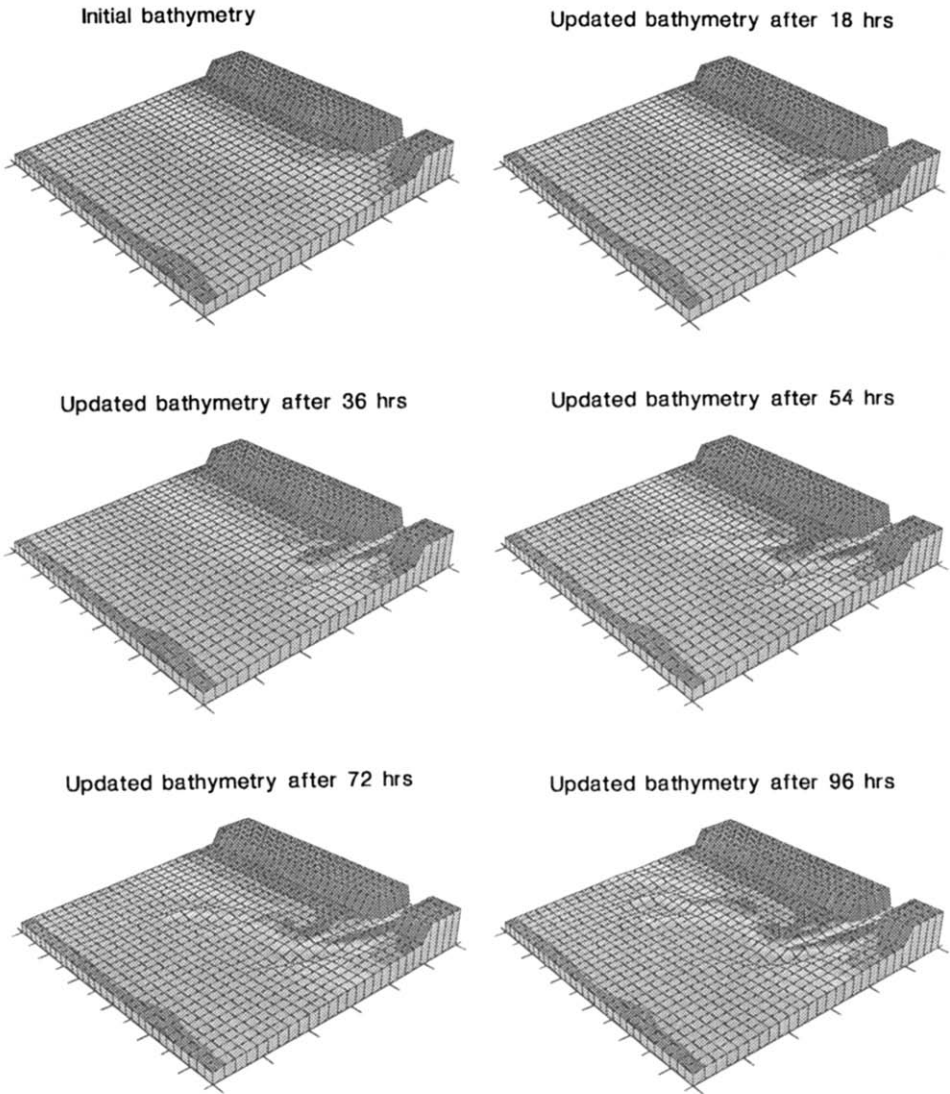 Initial bathymetry
Updated bathymetry after 18 hrs
Updated bathymetry after 36 hrs
Updated bathymetry after 54 hrs
Updated bathymetry after 72 hrs
Updated bathymetry after 96 hrs